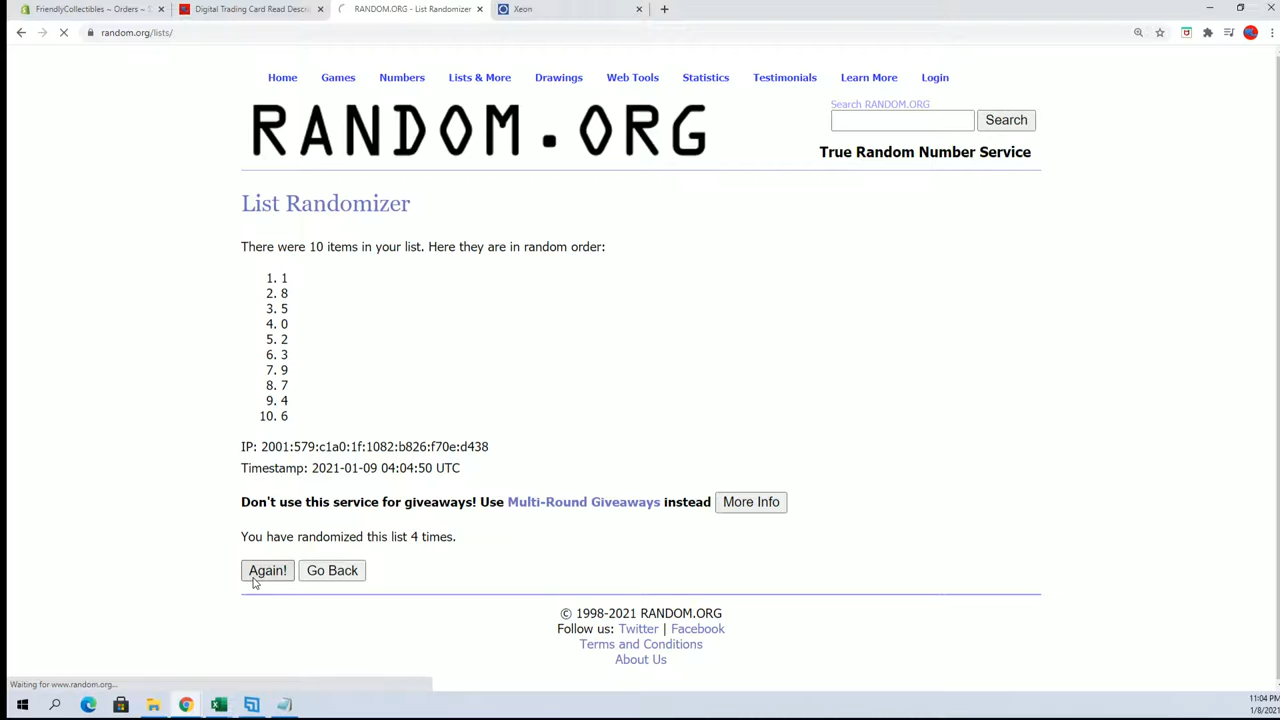 FriendlyCollectibles ~ Orders ~ S
Digital Trading Card Read Descri
RANDOM.ORG - List Randomizer
Xeon
random.org/lists/
Home
Games
Numbers
Lists & More
Drawings
Web Tools
Statistics
Testimonials
Learn More
Login
RANDOM.ORG
Search RANDOM.ORG
Search
True Random Number Service
List Randomizer
There were 10 items in your list. Here they are in random order:
1. 1
2. 8
3. 5
4. 0
5. 2
6. 3
7. 9
8. 7
9. 4
10. 6
IP: 2001:579:c1a0:1f:1082:b826:f70e:d438
Timestamp: 2021-01-09 04:04:50 UTC
Don't use this service for giveaways! Use Multi-Round Giveaways instead More Info
You have randomized this list 4 times.
Again! Go Back
© 1998-2021 RANDOM.ORG
Follow us: Twitter | Facebook
Terms and Conditions
About Us
Waiting for www.random.org...
11:04 PM
1/8/2021